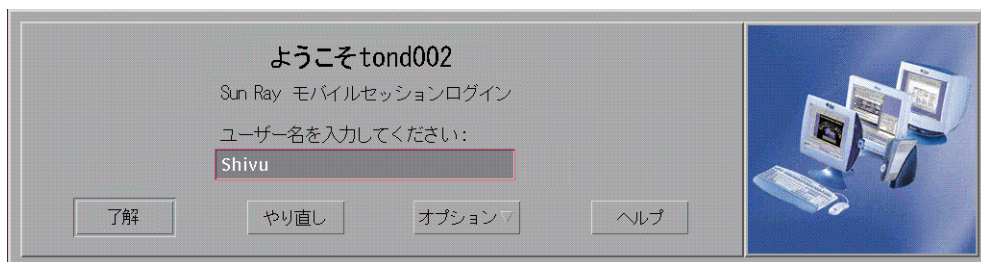 ようこそtond002
Sun Ray モバイルセッションログイン
ユーザー名を入力してください:
Shivu
了解 やり直し オプション ヘルプ